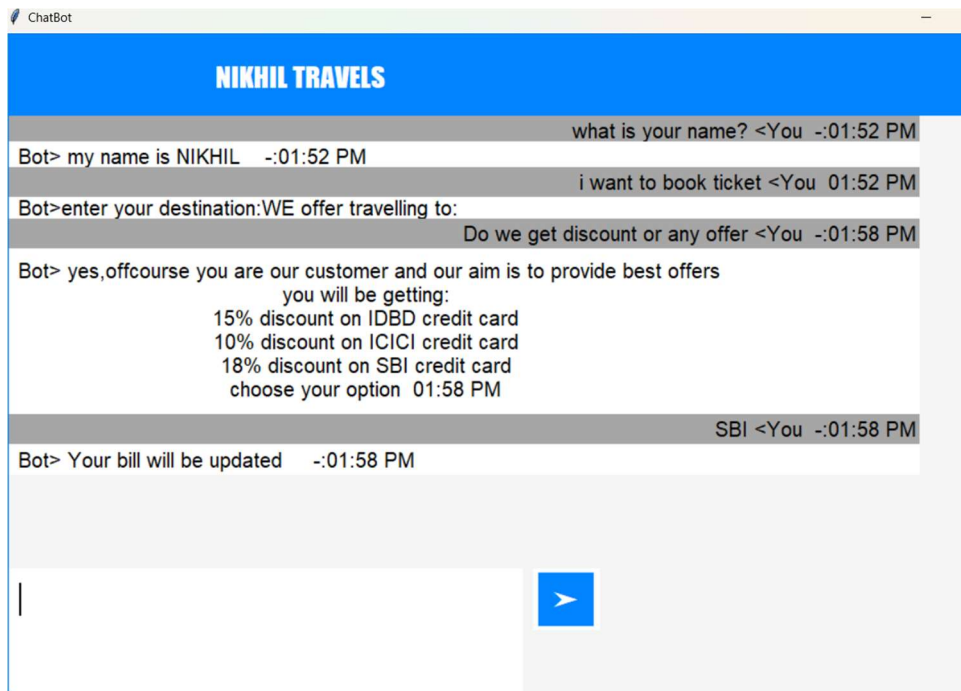 ChatBot
NIKHIL TRAVELS
what is your name? <You -:01:52 PM
Bot> my name is NIKHIL -:01:52 PM
i want to book ticket <You 01:52 PM
Bot>enter your destination:WE offer travelling to:
Do we get discount or any offer <You -:01:58 PM
Bot> yes,offcourse you are our customer and our aim is to provide best offers
you will be getting:
15% discount on IDBD credit card
10% discount on ICICI credit card
18% discount on SBI credit card
choose your option 01:58 PM
SBI <You -:01:58 PM
Bot> Your bill will be updated -:01:58 PM